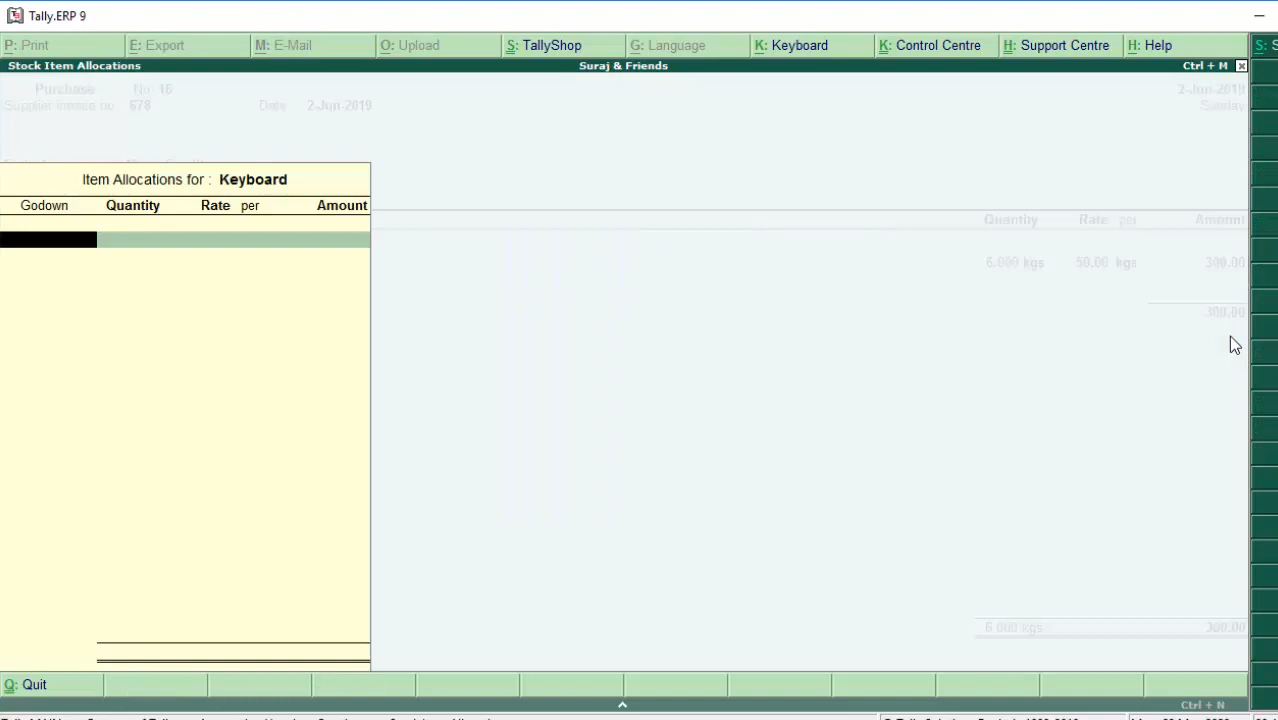 Tally.ERP 9
P: Print E: Export M: E-Mail O: Upload S: TallyShop G: Language K: Keyboard K: Control Centre H: Support Centre H: Help S: S
Stock Item Allocations Suraj & Friends Ctrl + M
Purchase No 16 2-Jun-2019
Supplier invoice no 678 Date 2-Jun-2019 Sunday
Item Allocations for : Keyboard
Godown Quantity Rate per Amount
Quantity Rate per Amount
6.000 kgs 50.00 kgs 300.00
300.00
6.000 kgs 300.00
Q: Quit
Ctrl + N